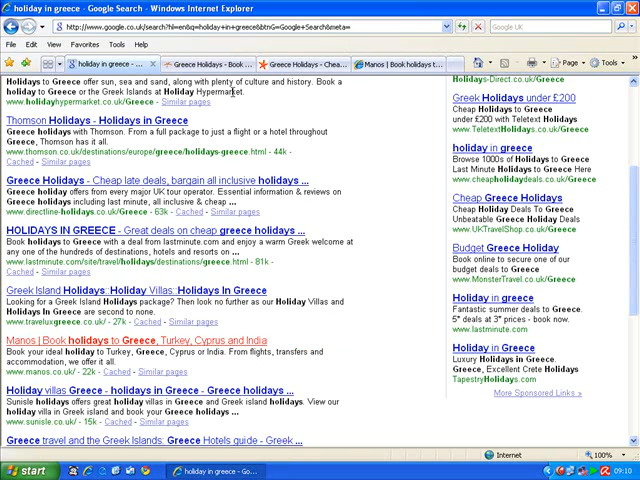 holiday in greece - Google Search - Windows Internet Explorer
http://www.google.co.uk/search?hl=en&q=holiday+in+greece&btnG=Google+Search&meta=
Google
File Edit View Favorites Tools Help
holiday in greece - ...
Greece Holidays - Book ...
Greece Holidays - Chea...
Manos | Book holidays t...
Page
Tools
Holidays to Greece offer sun, sea and sand, along with plenty of culture and history. Book a
holiday to Greece or the Greek Islands at Holiday Hypermarket.
www.holidayhypermarket.co.uk/Greece - Similar pages
Thomson Holidays - Holidays in Greece
Greece holidays with Thomson. From a full package to just a flight or a hotel throughout
Greece, Thomson has it all.
www.thomson.co.uk/destinations/europe/greece/holidays-greece.html - 44k -
Cached - Similar pages
Greece Holidays - Cheap late deals, bargain all inclusive holidays ...
Greece holiday offers from every major UK tour operator. Essential information & reviews on
Greece holidays including last minute, all inclusive & cheap ...
www.directline-holidays.co.uk/Greece - 63k - Cached - Similar pages
HOLIDAYS IN GREECE - Great deals on cheap greece holidays ...
Book holidays to Greece with a deal from lastminute.com and enjoy a warm Greek welcome at
any one of the hundreds of destinations, hotels and resorts on ...
www.lastminute.com/site/travel/holidays/destinations/greece.html - 81k -
Cached - Similar pages
Greek Island Holidays::Holiday Villas::Holidays In Greece
Looking for a Greek Island Holidays package? Then look no further as our Holiday Villas and
Holidays In Greece are second to none.
www.traveluxgreece.co.uk/ - 27k - Cached - Similar pages
Manos | Book holidays to Greece, Turkey, Cyprus and India
Book your ideal holiday to Turkey, Greece, Cyprus or India. From flights, transfers and
accommodation, we offer it all.
www.manos.co.uk/ - 22k - Cached - Similar pages
Holiday villas Greece - holidays in Greece - Greece holidays ...
Sunisle holidays offers great holiday villas in Greece and Greek island holidays. View our
holiday villa in Greek island and book your Greece holidays ...
www.sunisle.co.uk/ - 15k - Cached - Similar pages
Greece travel and the Greek Islands: Greece Hotels guide - Greek ...
Holidays-Direct.co.uk/Greece
Greek Holidays under £200
Cheap Holidays to Greece
under £200 with Teletext Holidays
www.TeletextHolidays.co.uk
holiday in greece
Browse 1000s of Holidays to Greece
Last Minute Holidays to Greece Here
www.cheapholidaydeals.co.uk/Greece
Cheap Greece Holidays
Cheap Holiday Deals To Greece
Unbeatable Greece Holiday Deals
www.UKTravelShop.co.uk/Greece
Budget Greece Holiday
Book online to secure one of our
budget deals to Greece
www.MonsterTravel.co.uk/Greece
Holiday in greece
Fantastic summer deals to Greece.
5* deals at 3* prices - book now.
www.lastminute.com
Holiday in Greece
Luxury Holidays in Greece.
Greece, Excellent Crete Holidays
TapestryHolidays.com
More Sponsored Links »
Internet
100%
start
holiday in greece - Go...
09:10